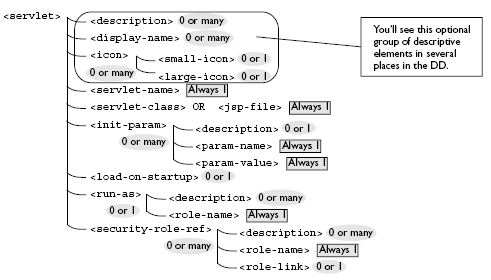 <servlet>
<description> 0 or many
<display-name> 0 or many
<icon> 0 or many
<small-icon> 0 or 1
<large-icon> 0 or 1
You'll see this optional
group of descriptive
elements in several
places in the DD.
<servlet-name> Always 1
<servlet-class> OR <jsp-file> Always 1
<init-param> 0 or many
<description> 0 or 1
<param-name> Always 1
<param-value> Always 1
<load-on-startup> 0 or 1
<run-as> 0 or 1
<description> 0 or many
<role-name> Always 1
<security-role-ref> 0 or many
<description> 0 or many
<role-name> Always 1
<role-link> 0 or 1